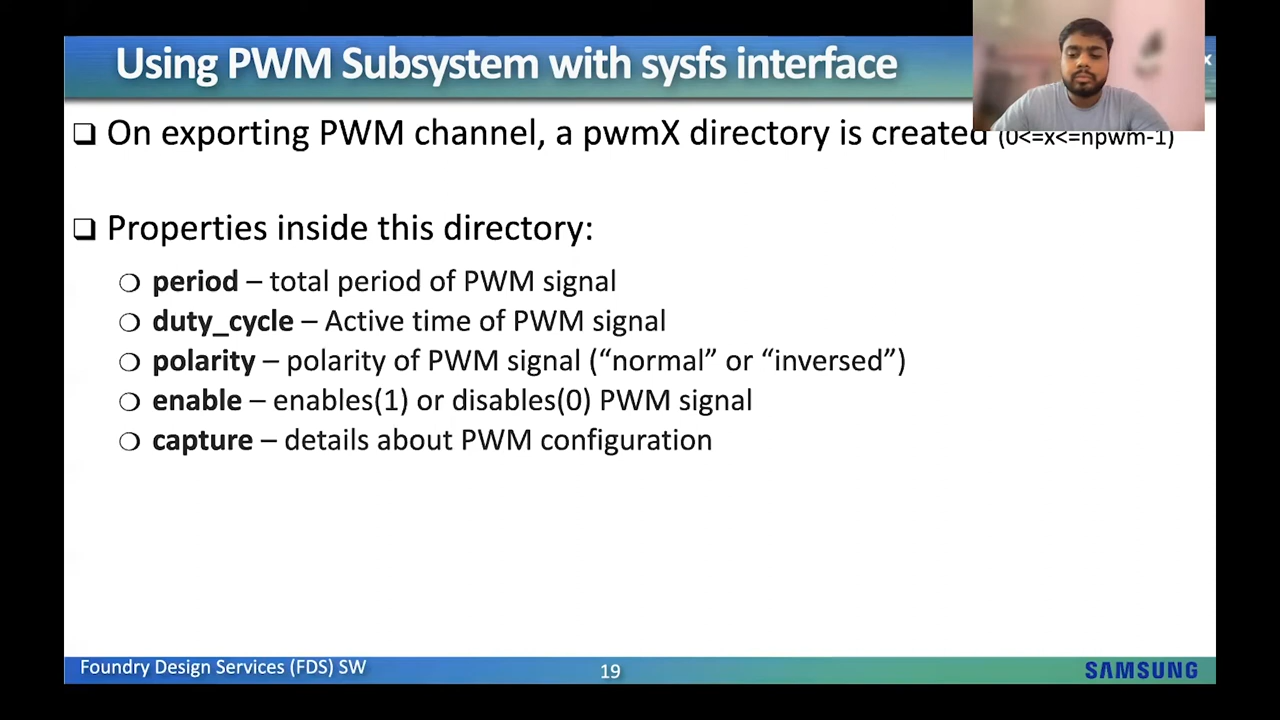 Using PWM Subsystem with sysfs interface
x
❑ On exporting PWM channel, a pwmX directory is created (0<=x<=npwm-1)
❑ Properties inside this directory:
❍ period – total period of PWM signal
❍ duty_cycle – Active time of PWM signal
❍ polarity – polarity of PWM signal (“normal” or “inversed”)
❍ enable – enables(1) or disables(0) PWM signal
❍ capture – details about PWM configuration
Foundry Design Services (FDS) SW
19
SAMSUNG